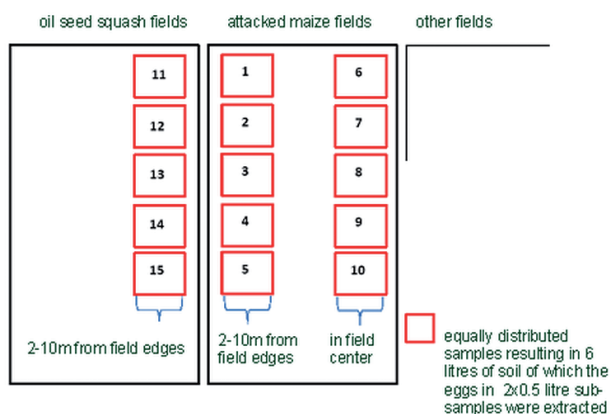 oil seed squash fields attacked maize fields other fields
11 1 6
12 2 7
13 3 8
14 4 9
15 5 10
2-10m from field edges
2-10m from
field edges
in field
center
equally distributed
samples resulting in 6
litres of soil of which the
eggs in 2x0.5 litre sub-
samples were extracted